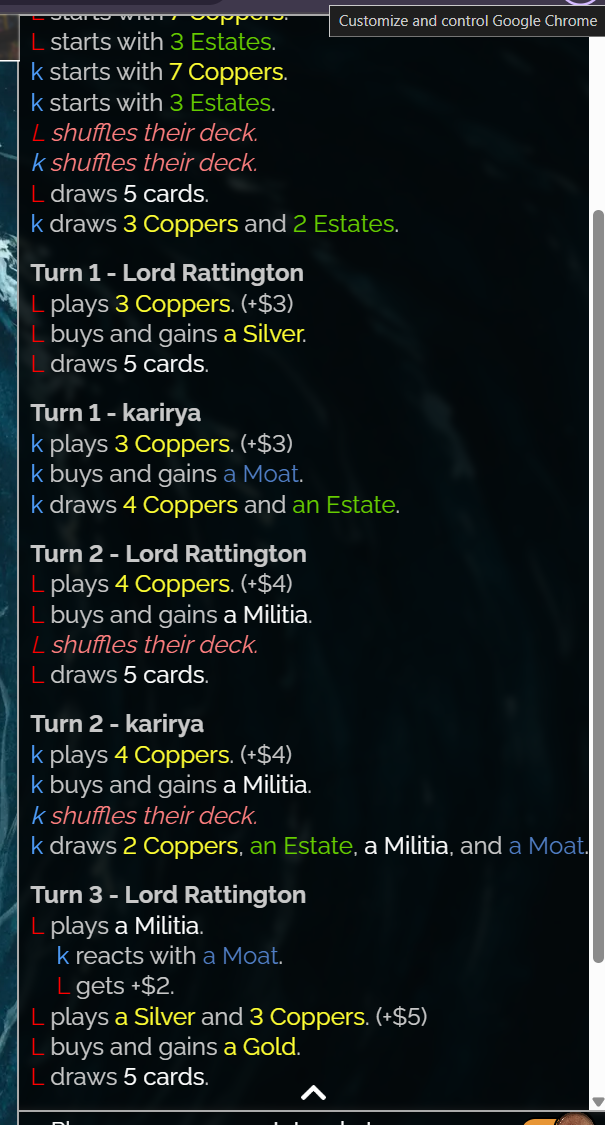 L starts with 7 Coppers.
Customize and control Google Chrome
L starts with 3 Estates.
k starts with 7 Coppers.
k starts with 3 Estates.
L shuffles their deck.
k shuffles their deck.
L draws 5 cards.
k draws 3 Coppers and 2 Estates.
Turn 1 - Lord Rattington
L plays 3 Coppers. (+$3)
L buys and gains a Silver.
L draws 5 cards.
Turn 1 - karirya
k plays 3 Coppers. (+$3)
k buys and gains a Moat.
k draws 4 Coppers and an Estate.
Turn 2 - Lord Rattington
L plays 4 Coppers. (+$4)
L buys and gains a Militia.
L shuffles their deck.
L draws 5 cards.
Turn 2 - karirya
k plays 4 Coppers. (+$4)
k buys and gains a Militia.
k shuffles their deck.
k draws 2 Coppers, an Estate, a Militia, and a Moat.
Turn 3 - Lord Rattington
L plays a Militia.
k reacts with a Moat.
L gets +$2.
L plays a Silver and 3 Coppers. (+$5)
L buys and gains a Gold.
L draws 5 cards.